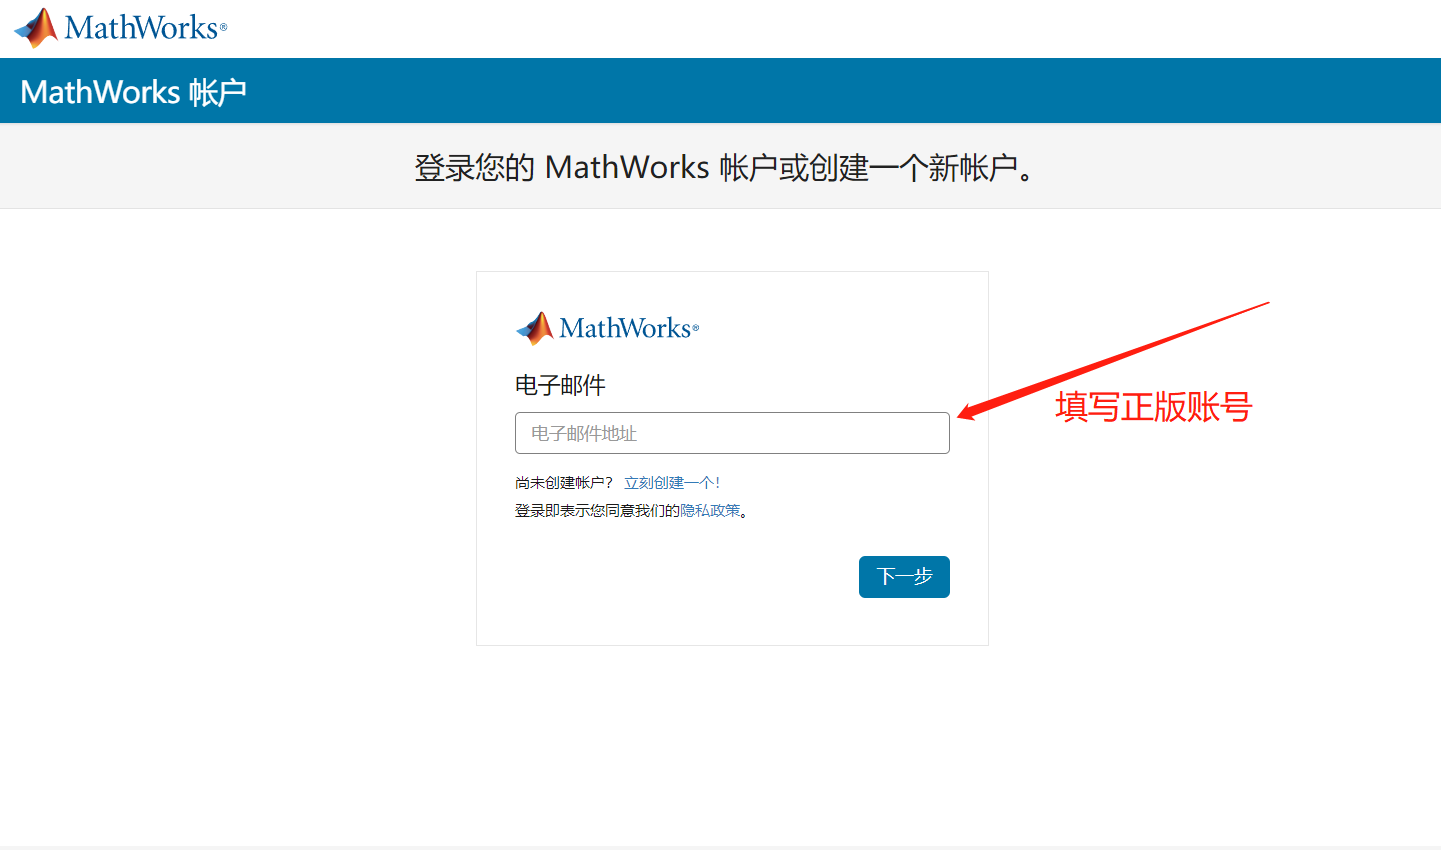 MathWorks®
MathWorks 帐户
登录您的 MathWorks 帐户或创建一个新帐户。
MathWorks®
电子邮件
电子邮件地址
填写正版账号
尚未创建帐户? 立刻创建一个!
登录即表示您同意我们的隐私政策。
下一步